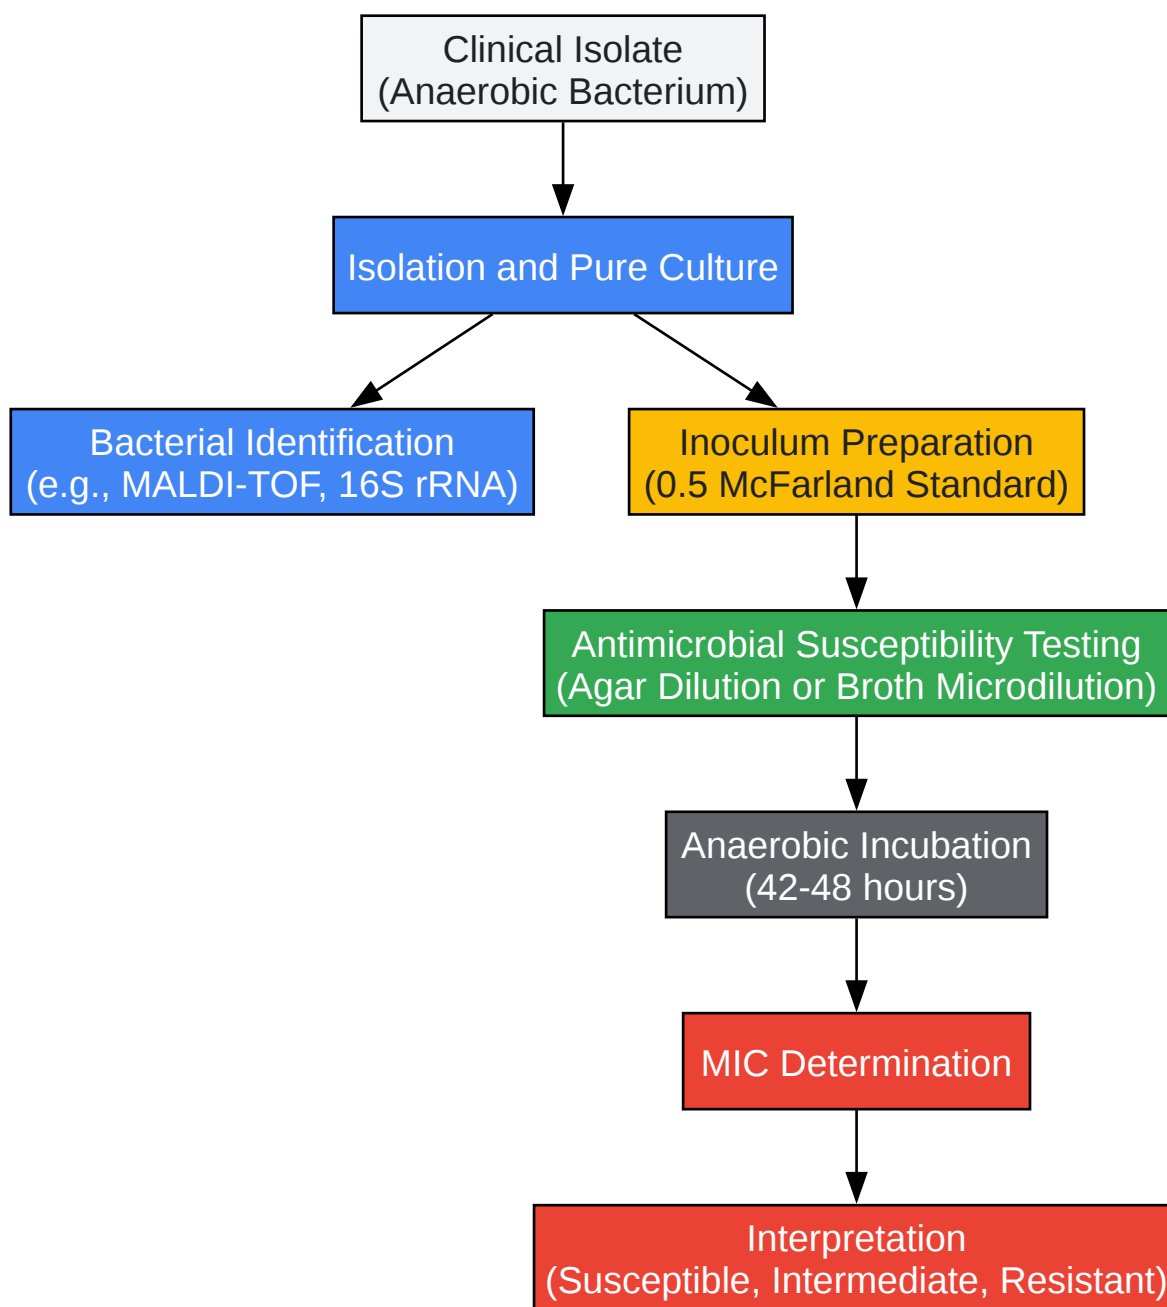 Clinical Isolate
(Anaerobic Bacterium)
Isolation and Pure Culture
Bacterial Identification
(e.g., MALDI-TOF, 16S rRNA)
Inoculum Preparation
(0.5 McFarland Standard)
Antimicrobial Susceptibility Testing
(Agar Dilution or Broth Microdilution)
Anaerobic Incubation
(42-48 hours)
MIC Determination
Interpretation
(Susceptible, Intermediate, Resistant)